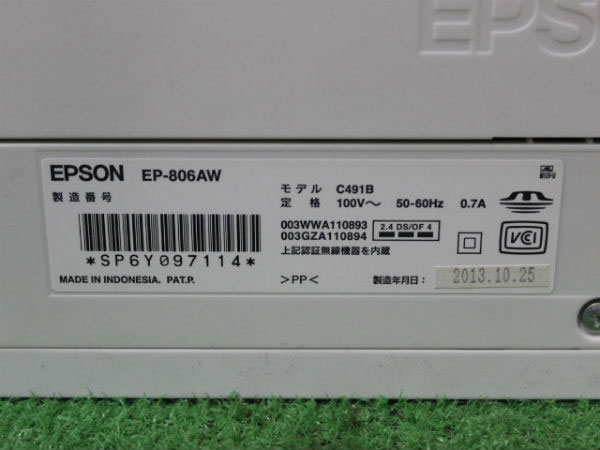 EPS
EPSON EP-806AW
製造番号
*SP6Y097114*
MADE IN INDONESIA. PAT.P.
モデル C491B
定格 100V～ 50-60Hz 0.7A
003WWA110893
003GZA110894
2.4 DS/OF 4
上記認証無線機器を内蔵
>PP<
製造年月日：2013.10.25
VCI